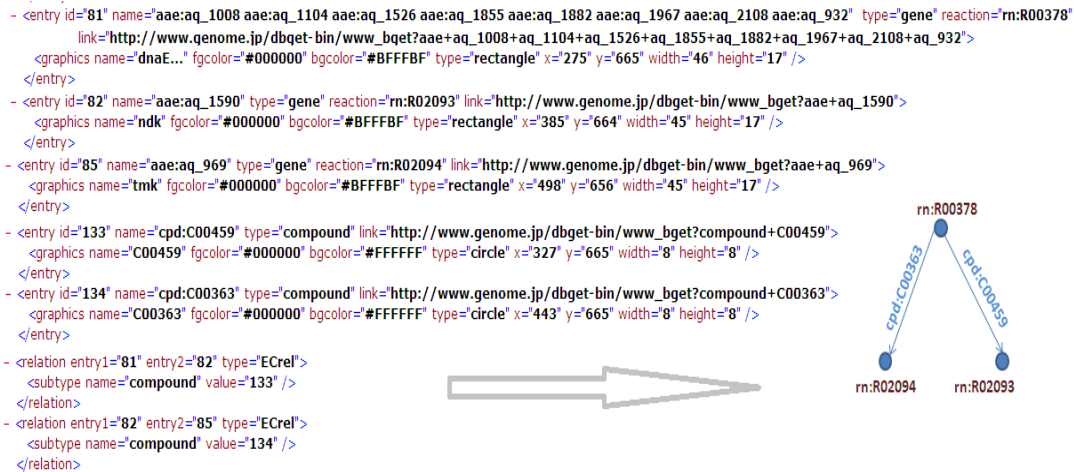 - <entry id="81" name="aae:aq_1008 aae:aq_1104 aae:aq_1526 aae:aq_1855 aae:aq_1882 aae:aq_1967 aae:aq_2108 aae:aq_932" type="gene" reaction="rn:R00378"
link="http://www.genome.jp/dbget-bin/www_bget?aae+aq_1008+aq_1104+aq_1526+aq_1855+aq_1882+aq_1967+aq_2108+aq_932">
<graphics name="dnaE..." fgcolor="#000000" bgcolor="#BFFFBF" type="rectangle" x="275" y="665" width="46" height="17" />
</entry>
- <entry id="82" name="aae:aq_1590" type="gene" reaction="rn:R02093" link="http://www.genome.jp/dbget-bin/www_bget?aae+aq_1590">
<graphics name="ndk" fgcolor="#000000" bgcolor="#BFFFBF" type="rectangle" x="385" y="664" width="45" height="17" />
</entry>
- <entry id="85" name="aae:aq_969" type="gene" reaction="rn:R02094" link="http://www.genome.jp/dbget-bin/www_bget?aae+aq_969">
<graphics name="tmk" fgcolor="#000000" bgcolor="#BFFFBF" type="rectangle" x="498" y="656" width="45" height="17" />
</entry>
- <entry id="133" name="cpd:C00459" type="compound" link="http://www.genome.jp/dbget-bin/www_bget?compound+C00459">
<graphics name="C00459" fgcolor="#000000" bgcolor="#FFFFFF" type="circle" x="327" y="665" width="8" height="8" />
</entry>
- <entry id="134" name="cpd:C00363" type="compound" link="http://www.genome.jp/dbget-bin/www_bget?compound+C00363">
<graphics name="C00363" fgcolor="#000000" bgcolor="#FFFFFF" type="circle" x="443" y="665" width="8" height="8" />
</entry>
- <relation entry1="81" entry2="82" type="ECrel">
<subtype name="compound" value="133" />
</relation>
- <relation entry1="82" entry2="85" type="ECrel">
<subtype name="compound" value="134" />
</relation>
rn:R00378
cpd:C00363
cpd:C00459
rn:R02094
rn:R02093